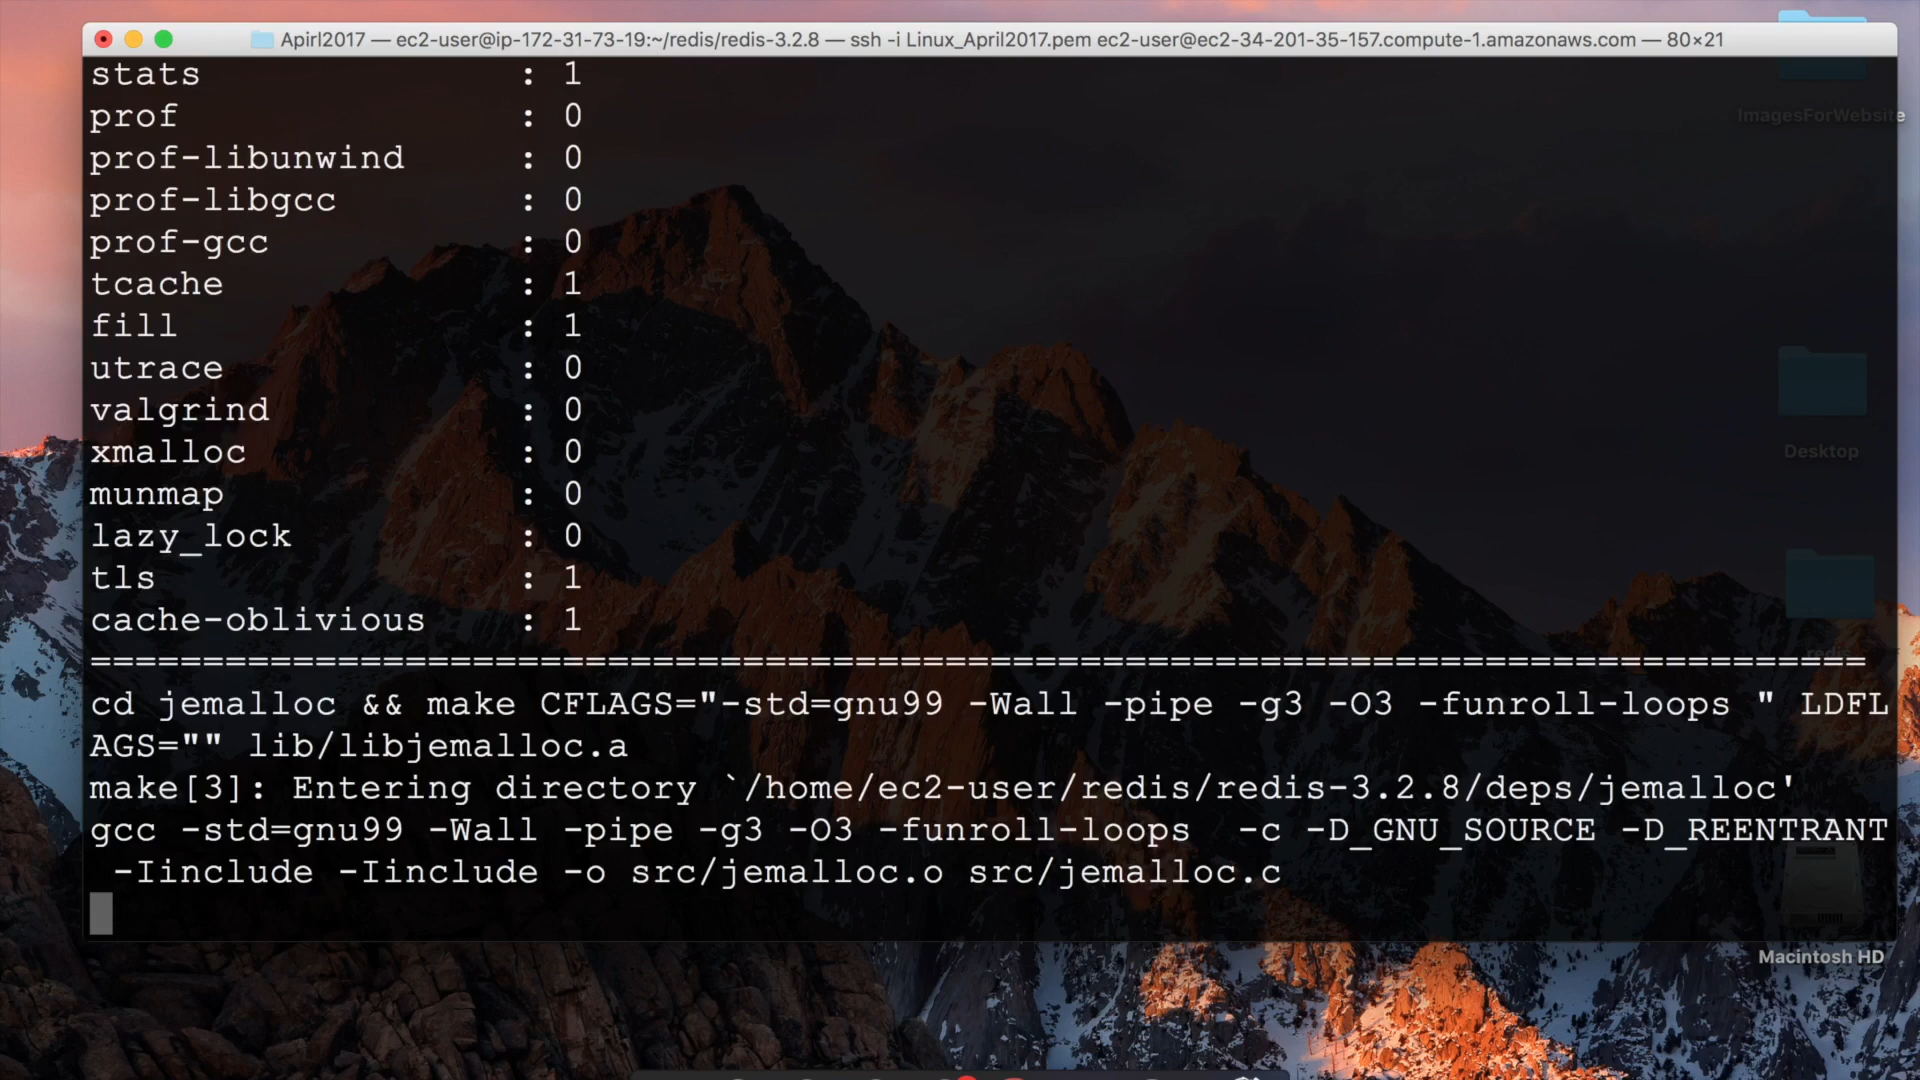 Apirl2017 — ec2-user@ip-172-31-73-19:~/redis/redis-3.2.8 — ssh -i Linux_April2017.pem ec2-user@ec2-34-201-35-157.compute-1.amazonaws.com — 80×21
stats : 1
prof : 0
prof-libunwind : 0
prof-libgcc : 0
prof-gcc : 0
tcache : 1
fill : 1
utrace : 0
valgrind : 0
xmalloc : 0
munmap : 0
lazy_lock : 0
tls : 1
cache-oblivious : 1
===============================================================================
cd jemalloc && make CFLAGS="-std=gnu99 -Wall -pipe -g3 -O3 -funroll-loops " LDFL
AGS="" lib/libjemalloc.a
make[3]: Entering directory `/home/ec2-user/redis/redis-3.2.8/deps/jemalloc'
gcc -std=gnu99 -Wall -pipe -g3 -O3 -funroll-loops  -c -D_GNU_SOURCE -D_REENTRANT
 -Iinclude -Iinclude -o src/jemalloc.o src/jemalloc.c
ImagesForWebsite
Desktop
redis
Macintosh HD